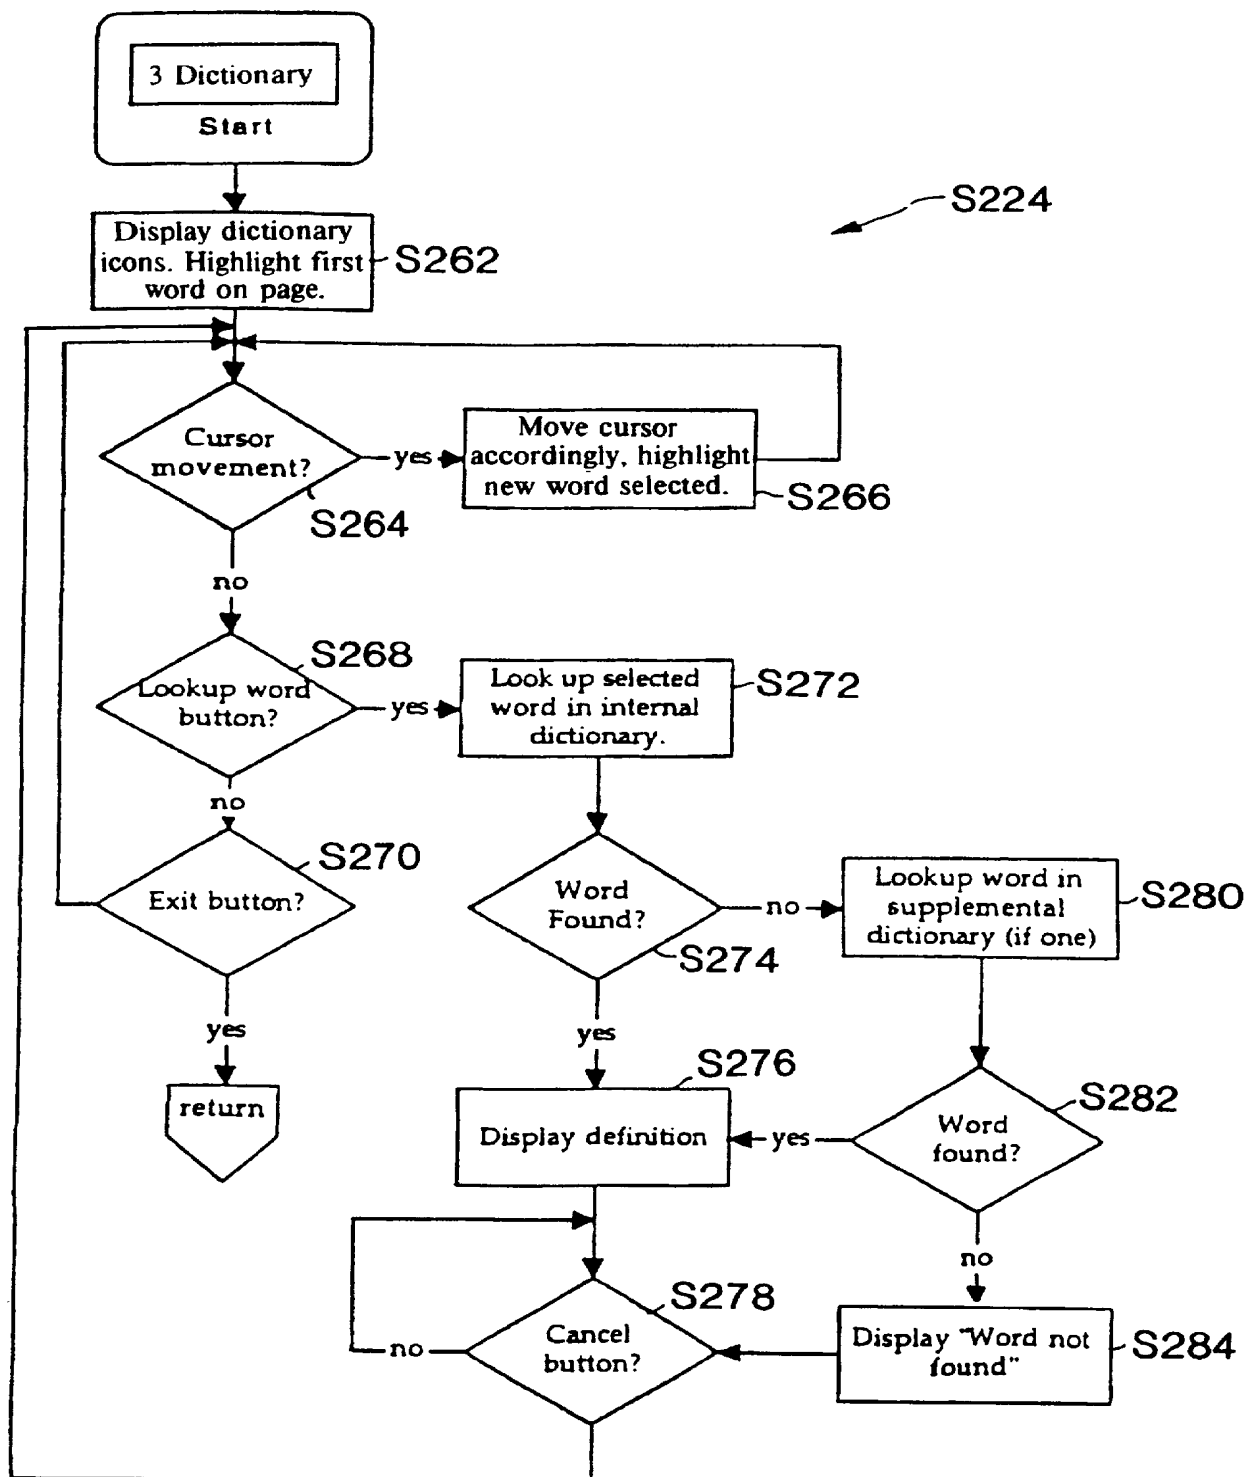 3 Dictionary
Start
S224
Display dictionary
icons. Highlight first
word on page.
S262
Cursor
movement?
S264
yes
Move cursor
accordingly, highlight
new word selected.
S266
no
Lookup word
button?
S268
yes
Look up selected
word in internal
dictionary.
S272
no
Exit button?
S270
yes
return
Word
Found?
S274
no
Lookup word in
supplemental
dictionary (if one)
S280
yes
S276
Display definition
yes
Word
found?
S282
no
Cancel
button?
S278
no
Display "Word not
found"
S284